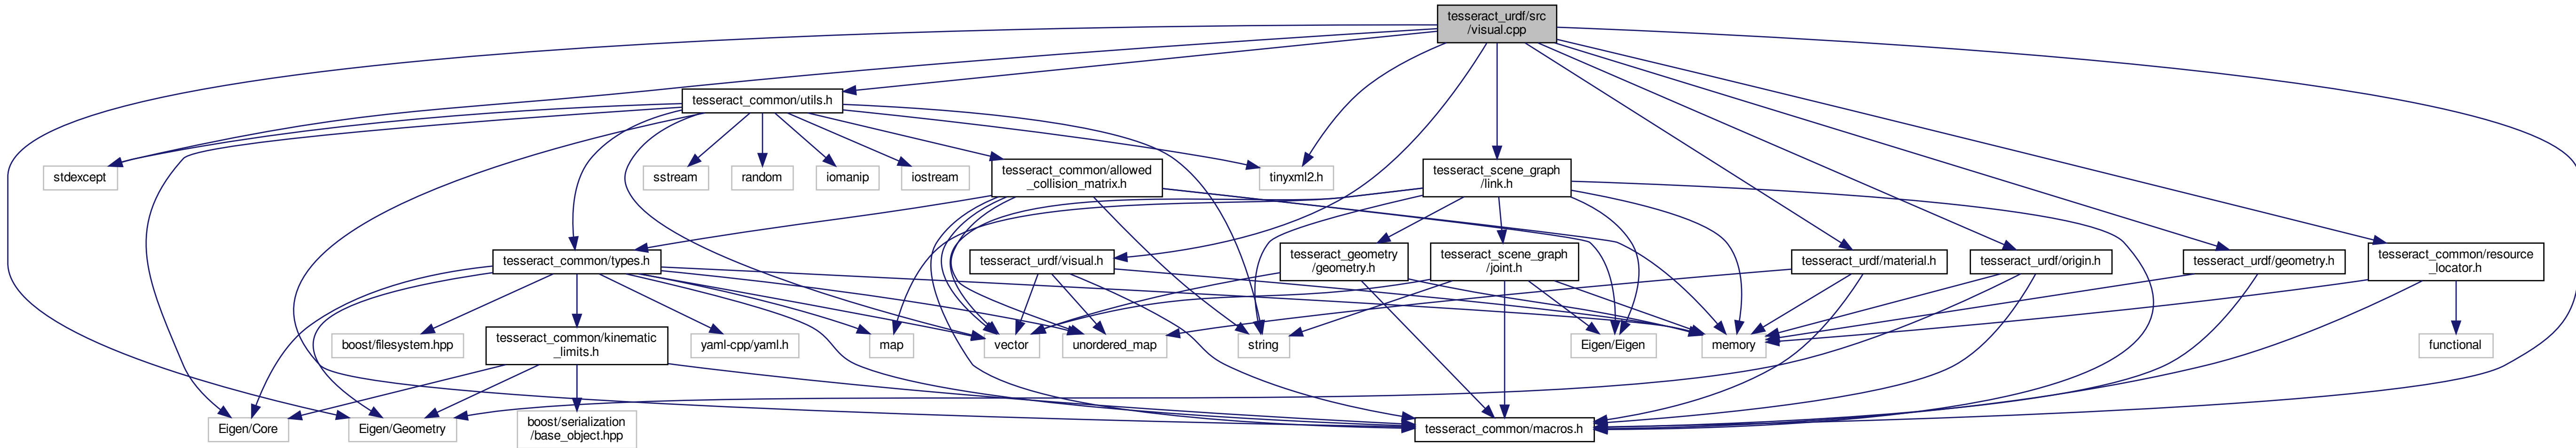 tesseract_urdf/src
/visual.cpp
tesseract_common/utils.h
stdexcept
sstream
random
iomanip
iostream
tesseract_common/allowed
_collision_matrix.h
tinyxml2.h
tesseract_scene_graph
/link.h
tesseract_common/types.h
tesseract_urdf/visual.h
tesseract_geometry
/geometry.h
tesseract_scene_graph
/joint.h
tesseract_urdf/material.h
tesseract_urdf/origin.h
tesseract_urdf/geometry.h
tesseract_common/resource
_locator.h
boost/filesystem.hpp
tesseract_common/kinematic
_limits.h
yaml-cpp/yaml.h
map
vector
unordered_map
string
Eigen/Eigen
memory
functional
Eigen/Core
Eigen/Geometry
boost/serialization
/base_object.hpp
tesseract_common/macros.h